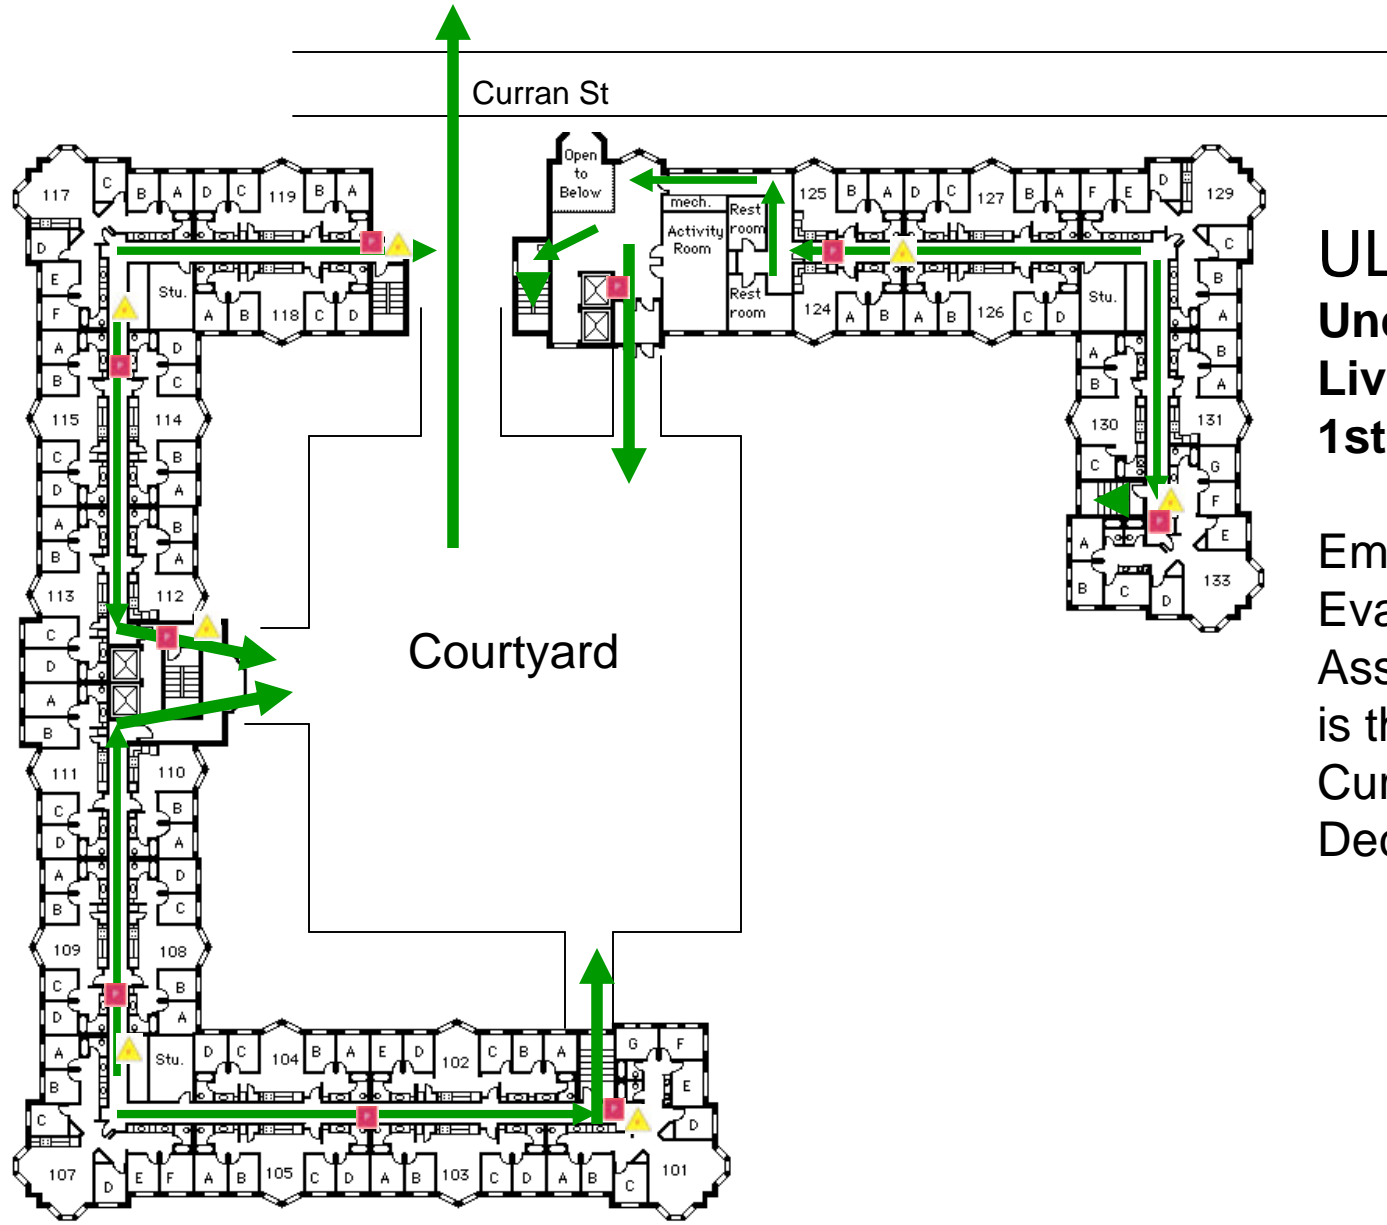 Curran St
Open
to
Below
117 C B A D C 119 B A
mech.
Rest
room
Activity
Room
125 B A D C 127 B A F E D 129
D
E
F
Stu.
A B 118 C D
Rest
room
124 A B A B 126 C D
Stu.
C
B
A
UL
Und
Liv
1st
A
B
D
C
115
114
A
B
B
A
130
131
C
D
B
A
C
G
F
A
B
B
A
A
E
113
112
B
C
D
133
C
D
Courtyard
A
B
Em
Eva
Ass
is th
Cur
Dec
111
110
C
D
B
A
A
B
D
C
109
108
C
D
B
A
A
B
Stu.
D C 104 B A E D 102 C B A
G F
E
C
D
107 D E F A B 105 C D A B 103 C D A B C 101